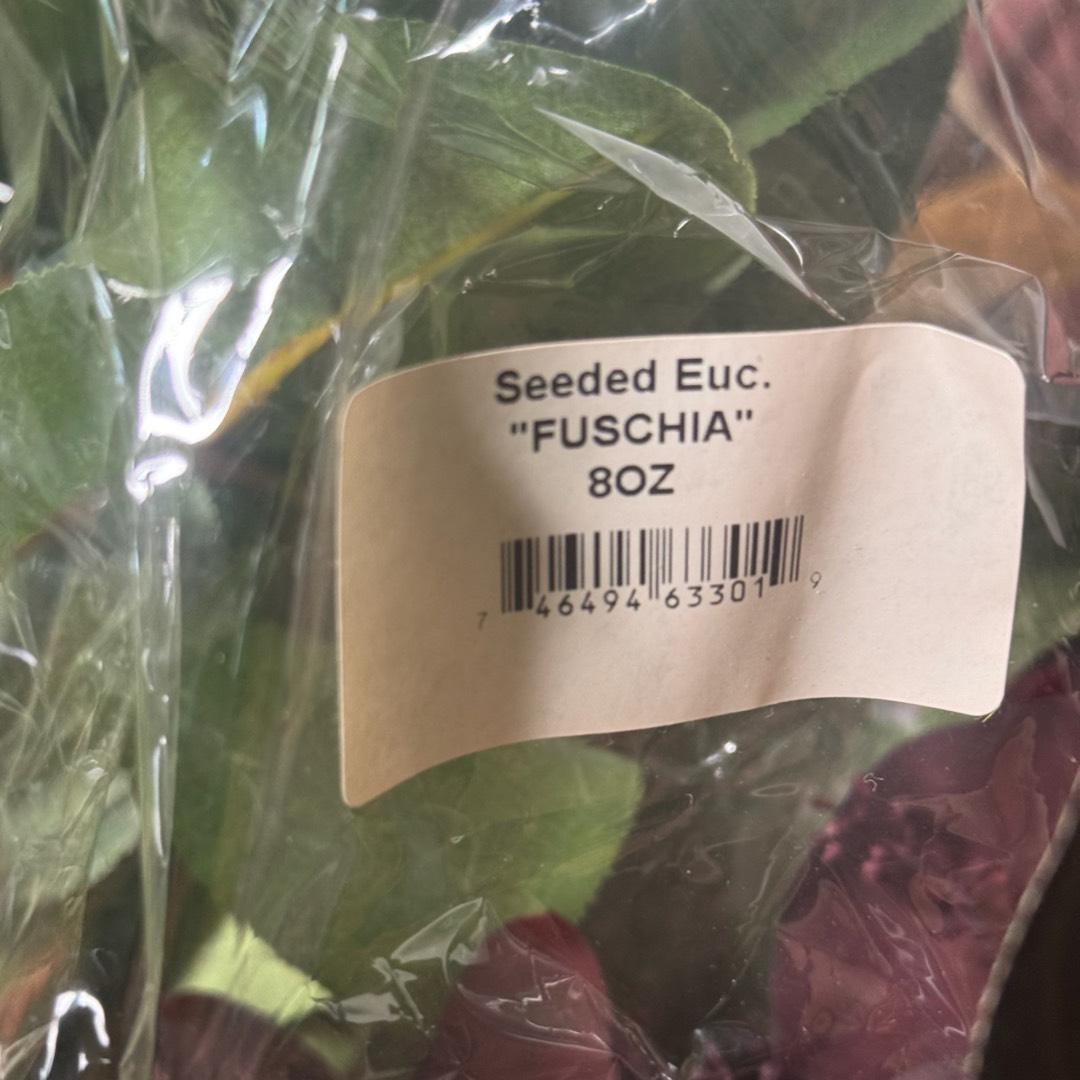 Seeded Euc.
"FUSCHIA"
8OZ
7 46494 63301 9